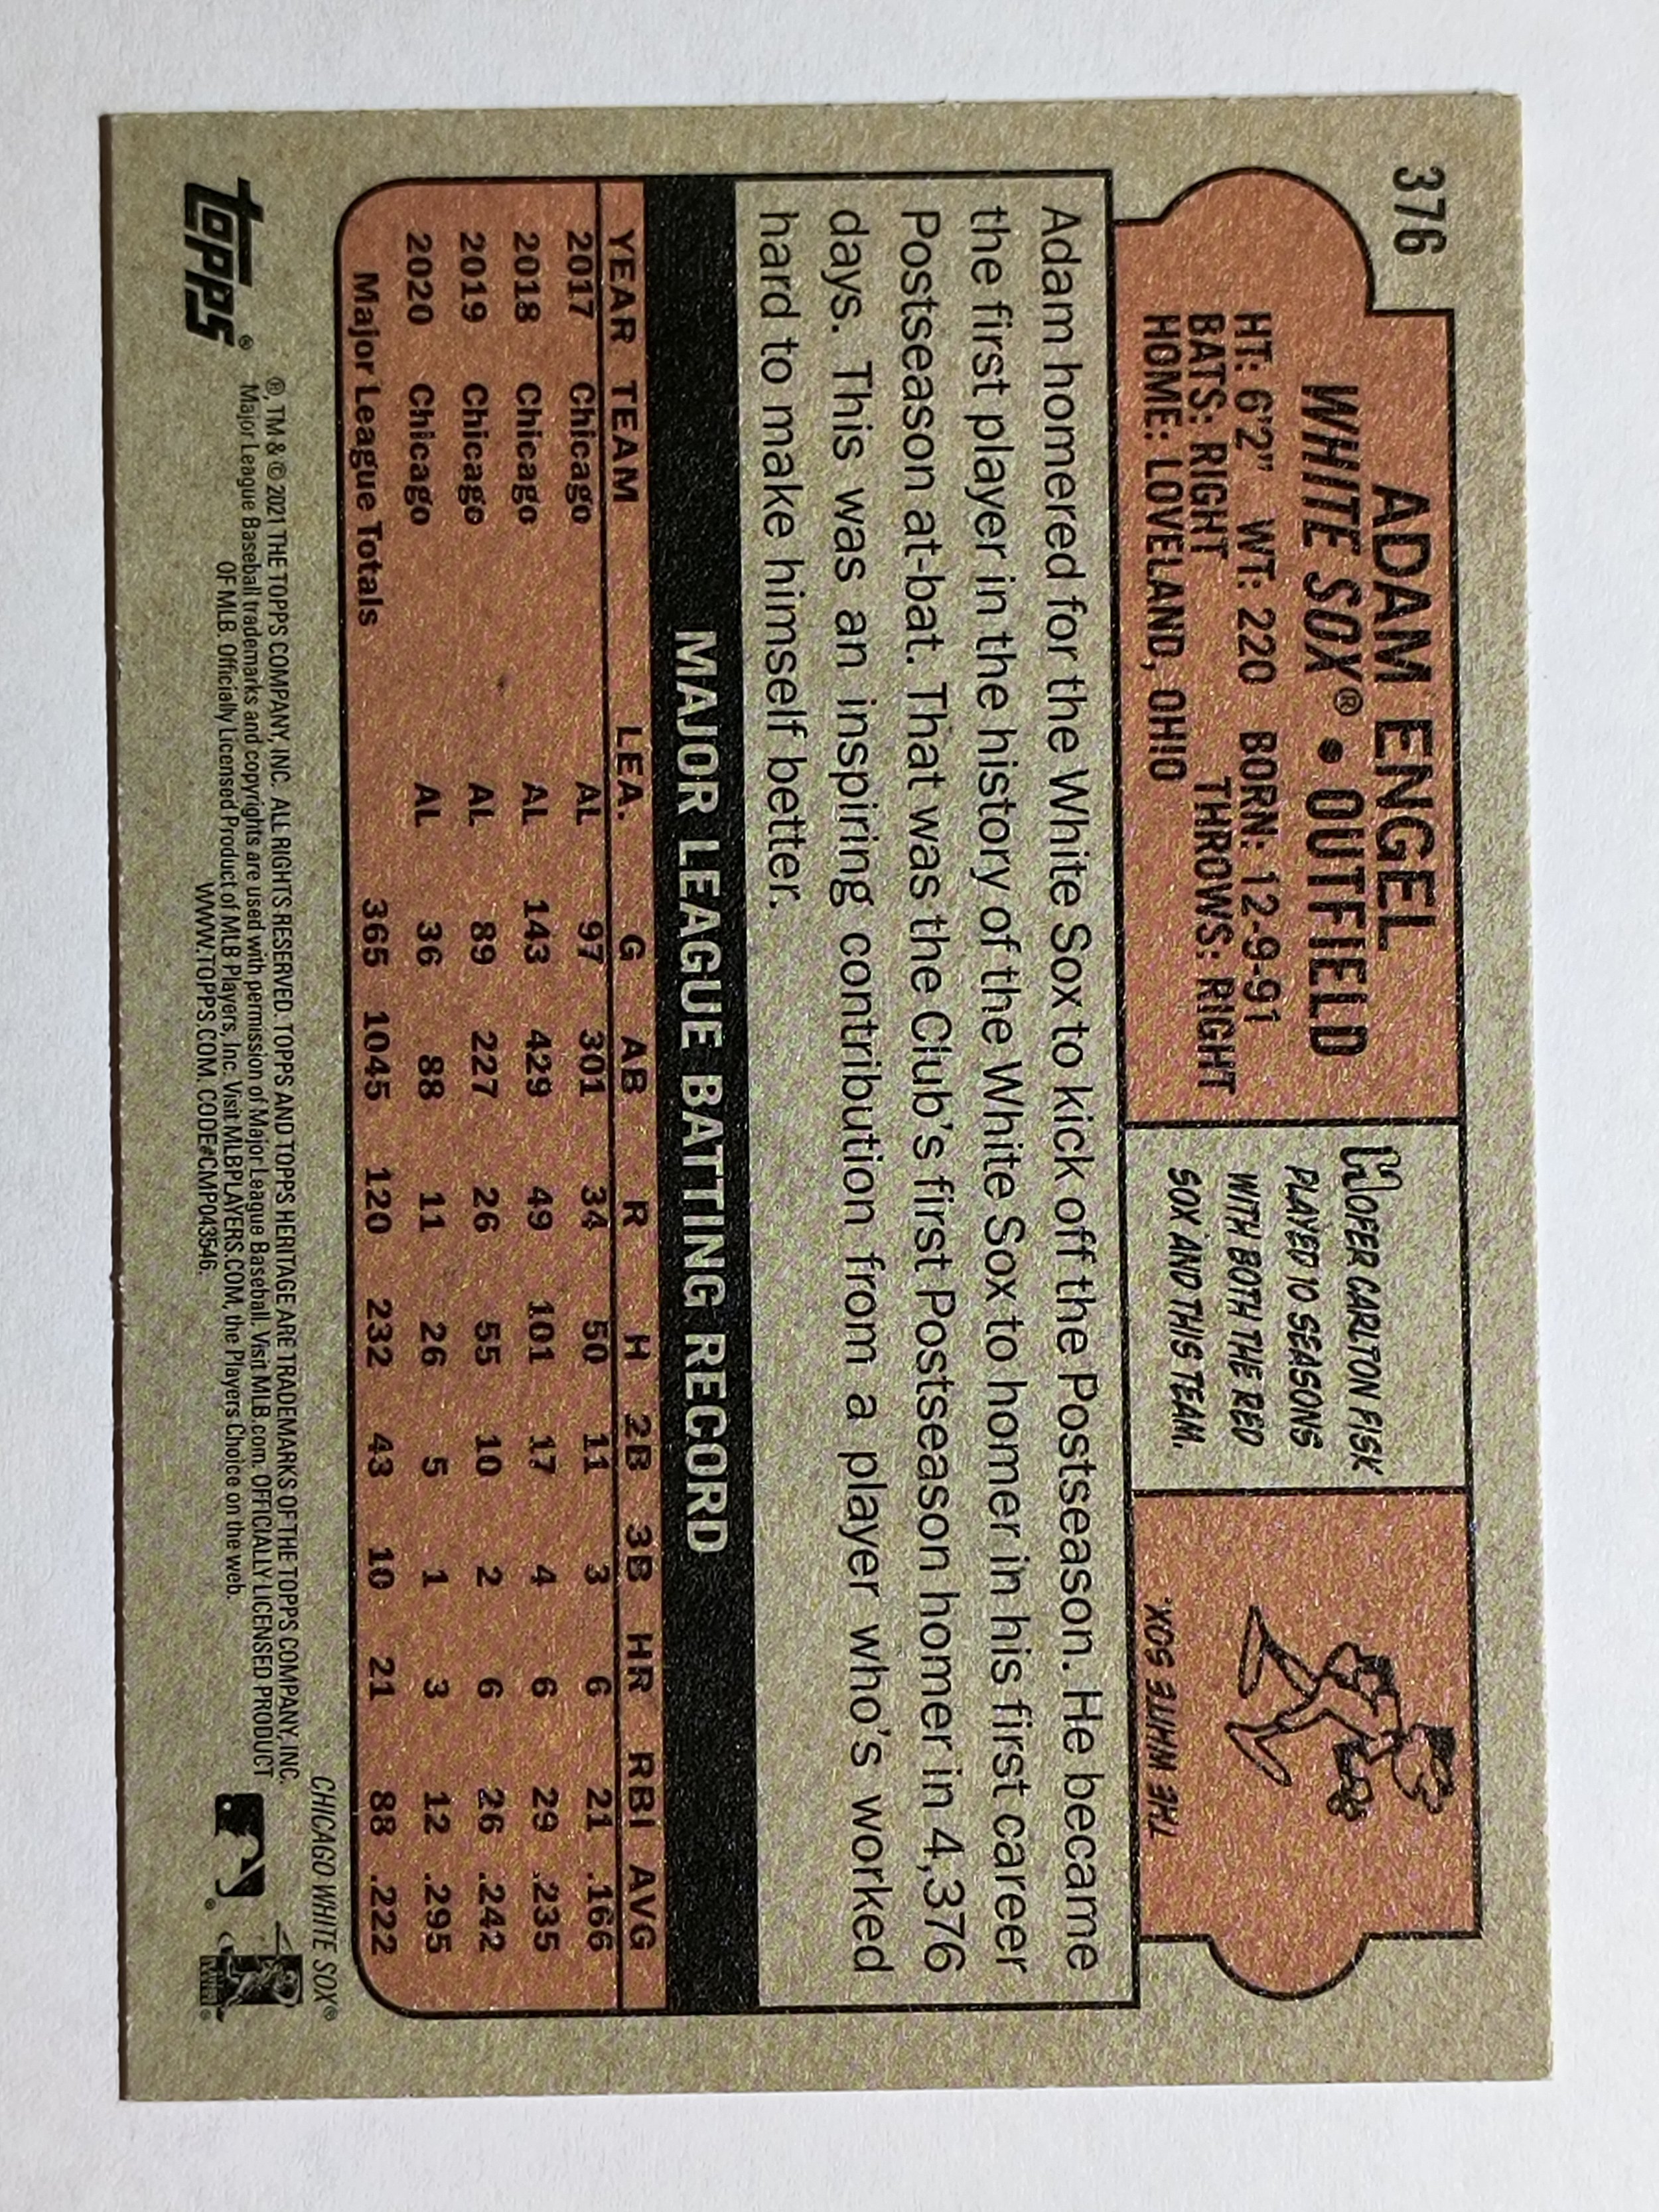 376
ADAM ENGEL
WHITE SOX® • OUTFIELD
HT: 6'2" WT: 220 BORN: 12-9-91
BATS: RIGHT THROWS: RIGHT
HOME: LOVELAND, OHIO
HOFER CARLTON FISK
PLAYED 10 SEASONS
WITH BOTH THE RED
SOX AND THIS TEAM.
THE WHITE SOX.
Adam homered for the White Sox to kick off the Postseason. He became
the first player in the history of the White Sox to homer in his first career
Postseason at-bat. That was the Club's first Postseason homer in 4,376
days. This was an inspiring contribution from a player who's worked
hard to make himself better.
MAJOR LEAGUE BATTING RECORD
YEAR TEAM LEA. G AB R H 2B 3B HR RBI AVG
2017 Chicago AL 97 301 34 50 11 3 6 21 .166
2018 Chicago AL 143 429 49 101 17 4 6 29 .235
2019 Chicago AL 89 227 26 55 10 2 6 26 .242
2020 Chicago AL 36 88 11 26 5 1 3 12 .295
Major League Totals 365 1045 120 232 43 10 21 88 .222
CHICAGO WHITE SOX®
topps®
®, TM & © 2021 THE TOPPS COMPANY, INC. ALL RIGHTS RESERVED. TOPPS AND TOPPS HERITAGE ARE TRADEMARKS OF THE TOPPS COMPANY, INC.
Major League Baseball trademarks and copyrights are used with permission of Major League Baseball. Visit MLB.com. OFFICIALLY LICENSED PRODUCT
OF MLB. Officially Licensed Product of MLB Players, Inc. Visit MLBPLAYERS.COM, the Players Choice on the web.
WWW.TOPPS.COM. CODE#CMP043546.